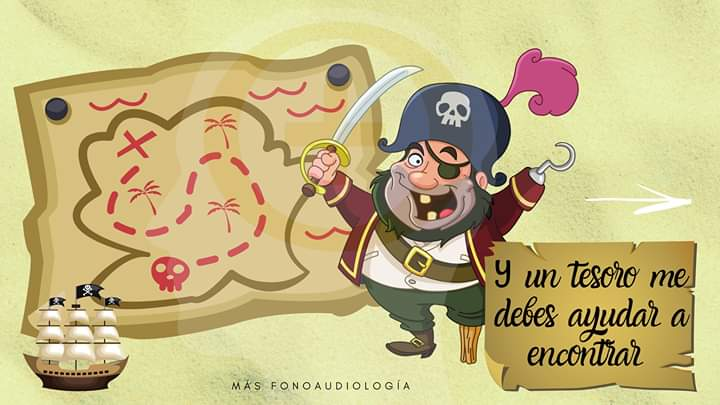 Y un tesoro me
debes ayudar a
encontrar
MÁS FONOAUDIOLOGÍA